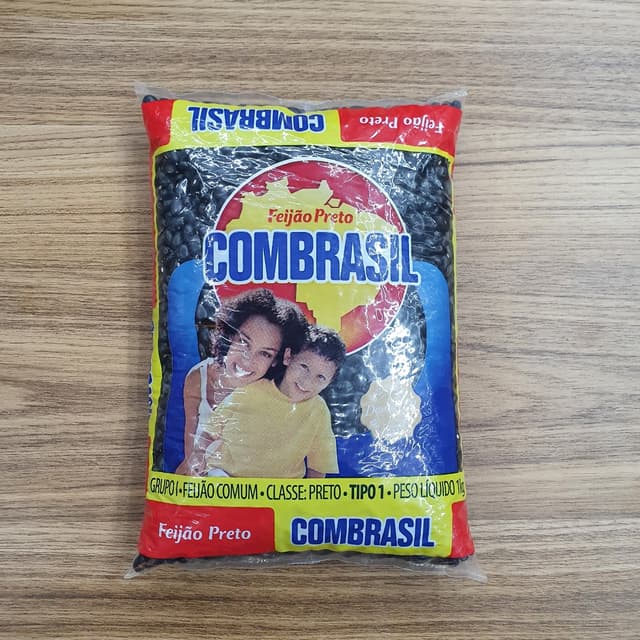 COMBRASIL
Feijão Preto
Feijão Preto
COMBRASIL
GRUPO I • FEIJÃO COMUM • CLASSE: PRETO • TIPO 1 • PESO LÍQUIDO 1kg
Feijão Preto
COMBRASIL